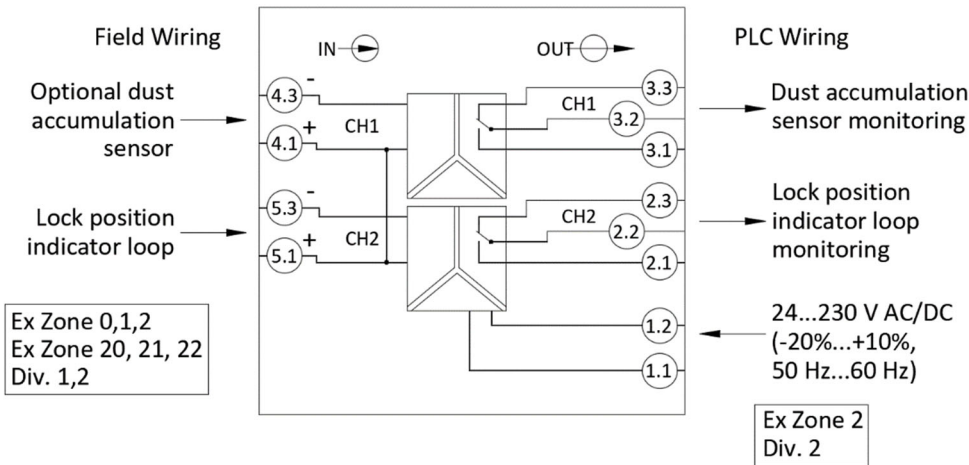 Field Wiring
IN
OUT
PLC Wiring
Optional dust
accumulation
sensor
4.3
-
4.1
+
CH1
CH1
3.3
3.2
3.1
Dust accumulation
sensor monitoring
Lock position
indicator loop
5.3
-
5.1
+
CH2
CH2
2.3
2.2
2.1
Lock position
indicator loop
monitoring
1.2
1.1
24...230 V AC/DC
(-20%...+10%,
50 Hz...60 Hz)
Ex Zone 0,1,2
Ex Zone 20, 21, 22
Div. 1,2
Ex Zone 2
Div. 2